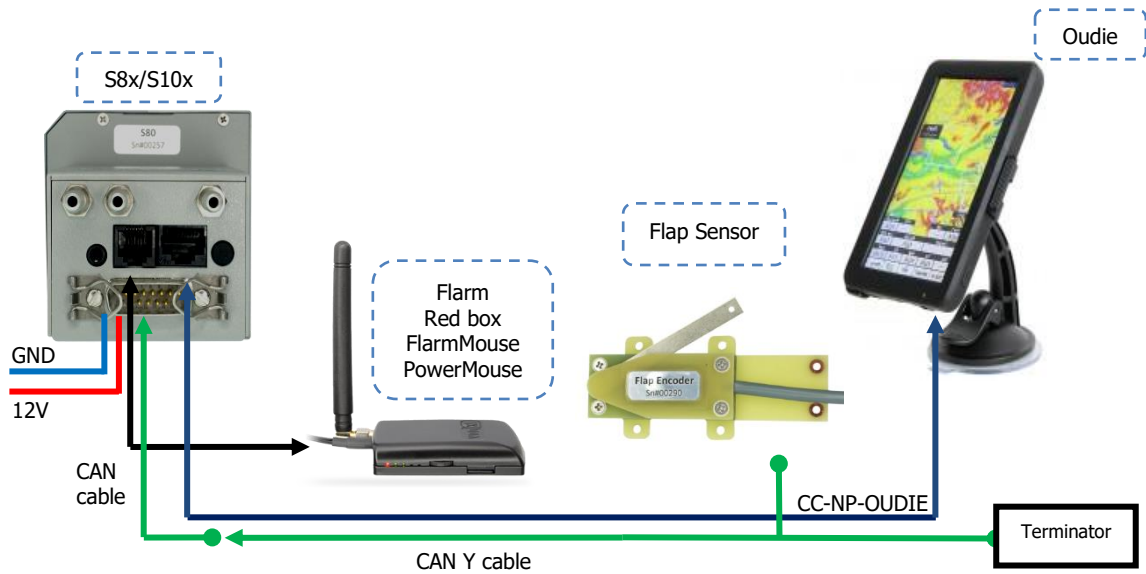 Oudie
S8x/S10x
S80
Sn#00257
Flap Sensor
Flarm
Red box
FlarmMouse
PowerMouse
GND
12V
Flap Encoder
Sn#00290
CAN
cable
CC-NP-OUDIE
Terminator
CAN Y cable